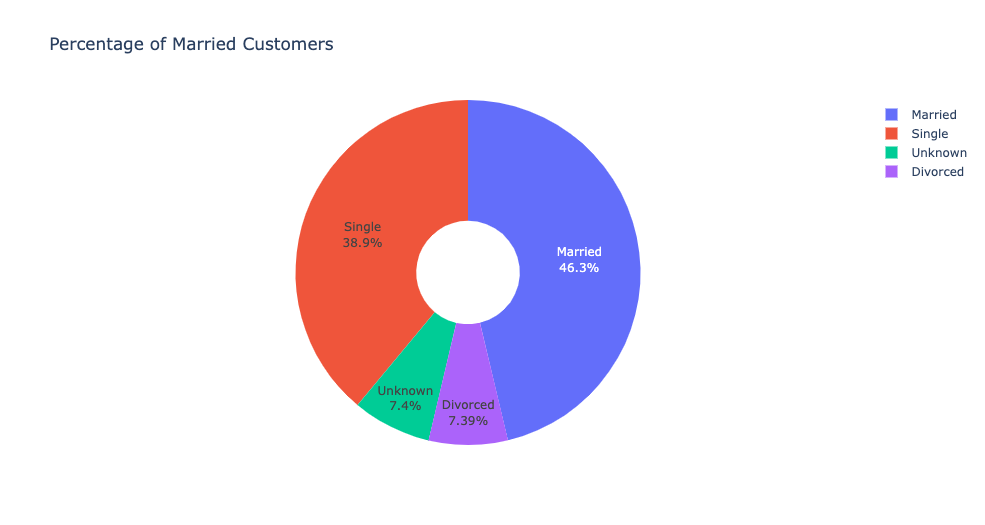 Percentage of Married Customers
Married
Single
Unknown
Divorced
Single
38.9%
Married
46.3%
Unknown
7.4%
Divorced
7.39%